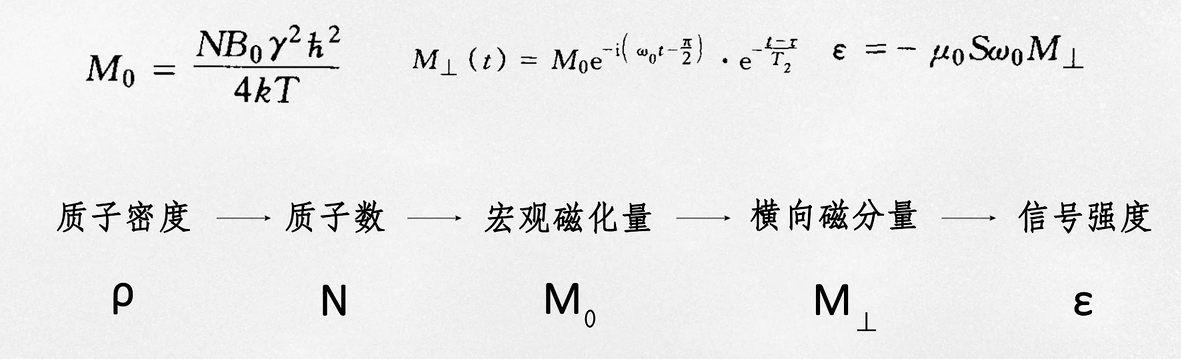 M₀ = NB₀γ²ħ² / 4kT  M⊥(t) = M₀e^{-i(ω₀t-π/2)} · e^{-(t-τ)/T₂}  ε = - μ₀Sω₀M⊥
质子密度 → 质子数 → 宏观磁化量 → 横向磁分量 → 信号强度
ρ N M₀ M⊥ ε